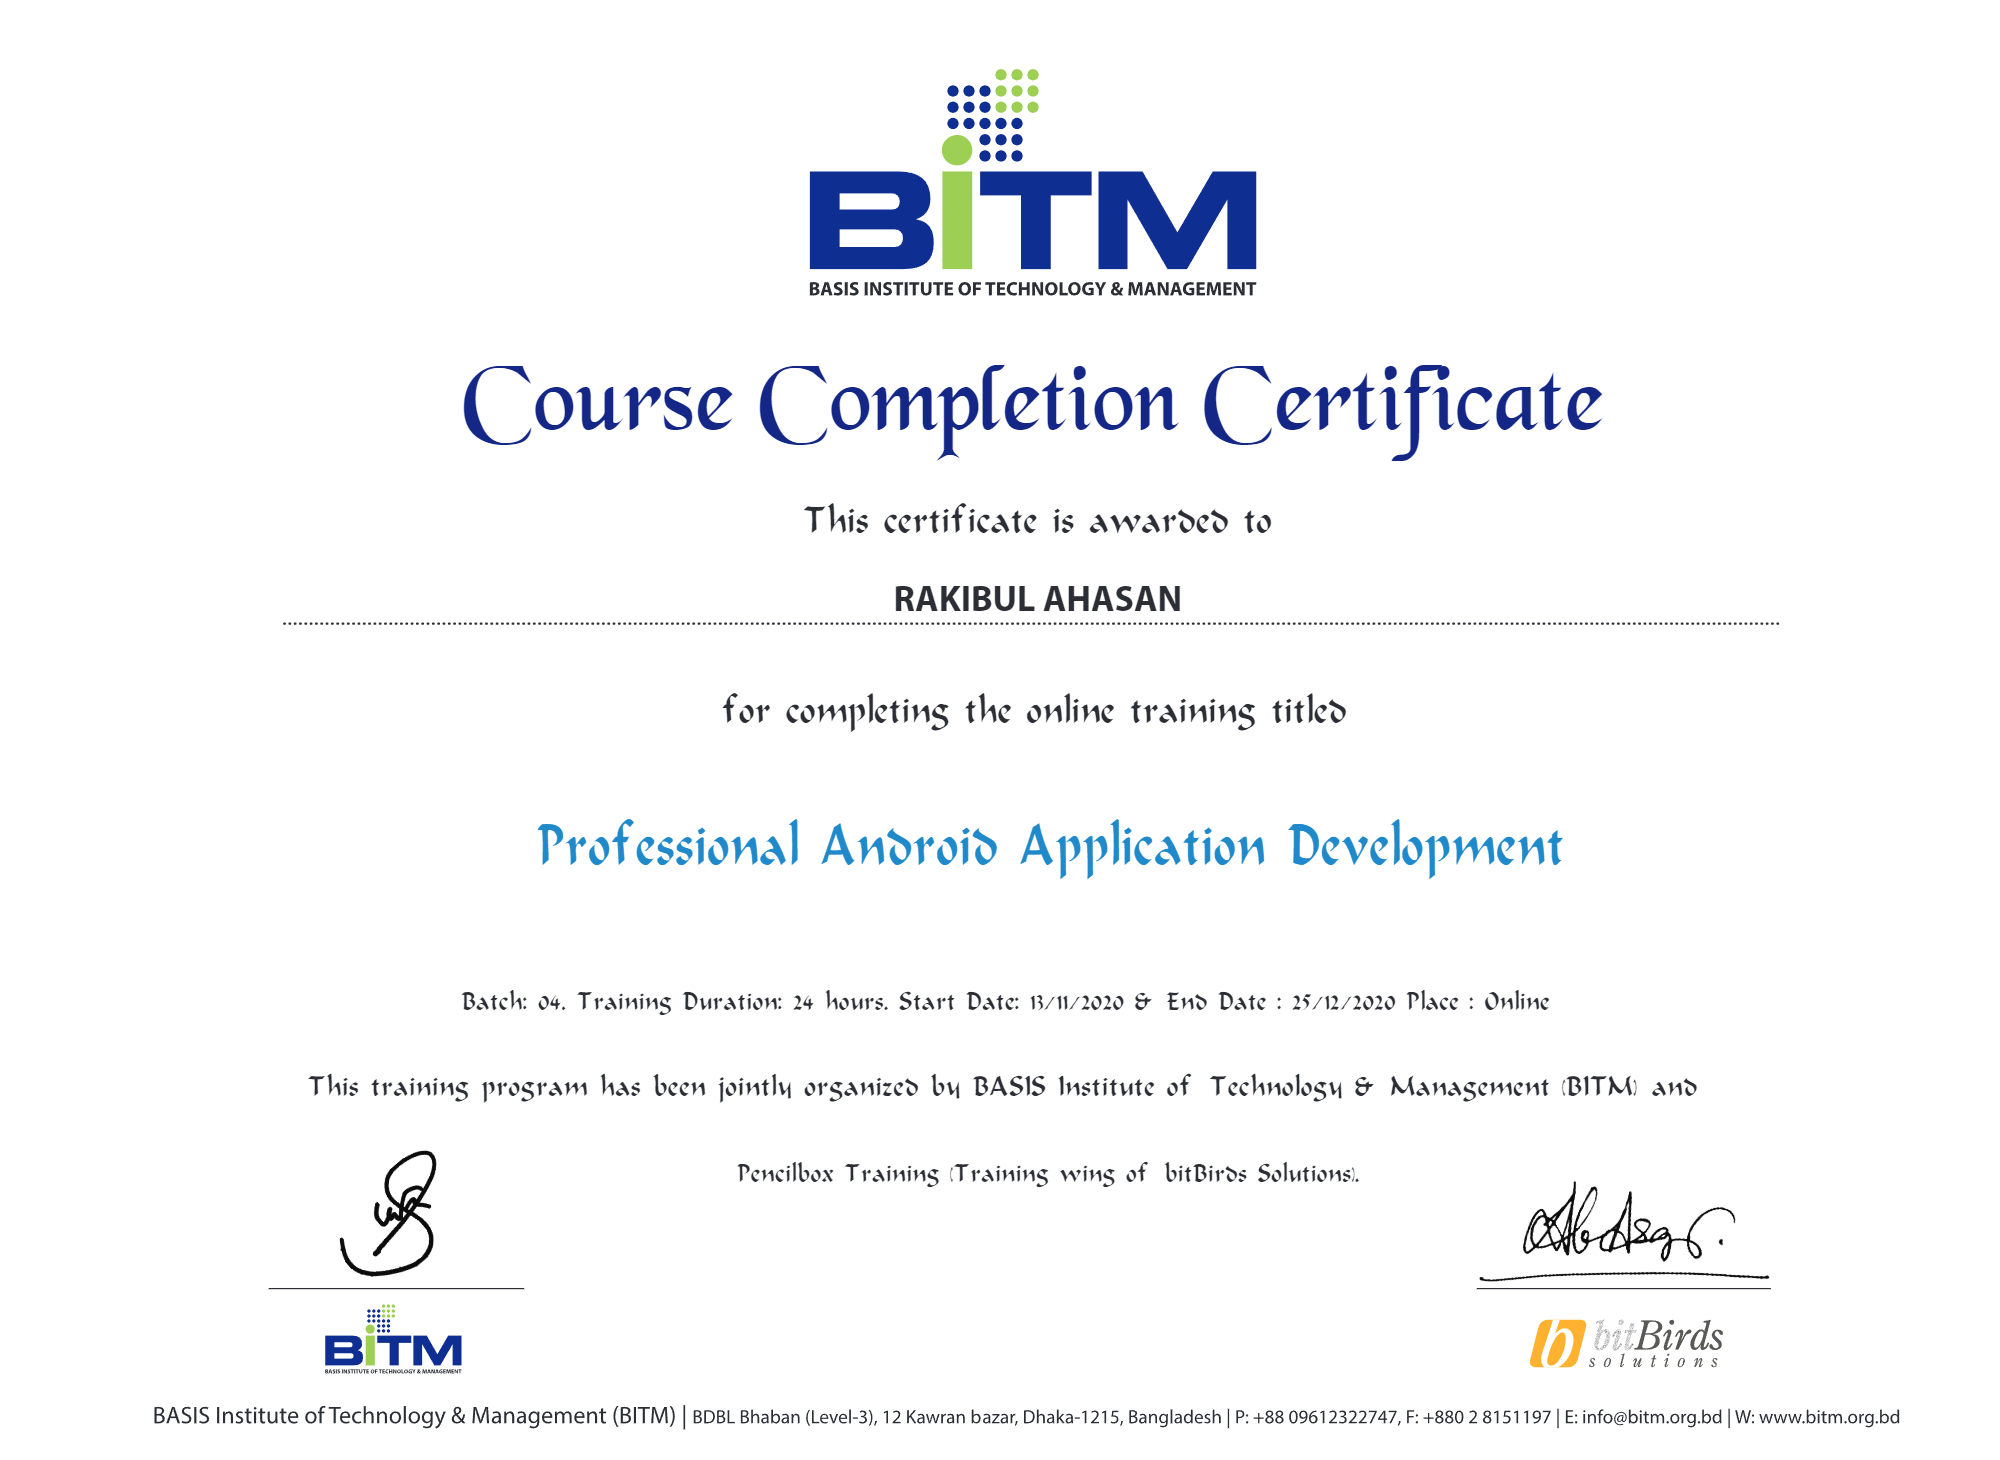 BiTM
BASIS INSTITUTE OF TECHNOLOGY & MANAGEMENT
Course Completion Certificate
This certificate is awarded to
RAKIBUL AHASAN
for completing the online training titled
Professional Android Application Development
Batch: 04. Training Duration: 24 hours. Start Date: 13/11/2020 & End Date : 25/12/2020 Place : Online
This training program has been jointly organized by BASIS Institute of Technology & Management (BITM) and
Pencilbox Training (Training wing of bitBirds Solutions).
BiTM
BASIS INSTITUTE OF TECHNOLOGY & MANAGEMENT
bitBirds
solutions
BASIS Institute of Technology & Management (BITM) | BDBL Bhaban (Level-3), 12 Kawran bazar, Dhaka-1215, Bangladesh | P: +88 09612322747, F: +880 2 8151197 | E: info@bitm.org.bd | W: www.bitm.org.bd